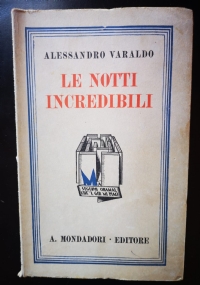 ALESSANDRO VARALDO
LE NOTTI
INCREDIBILI
A. MONDADORI · EDITORE